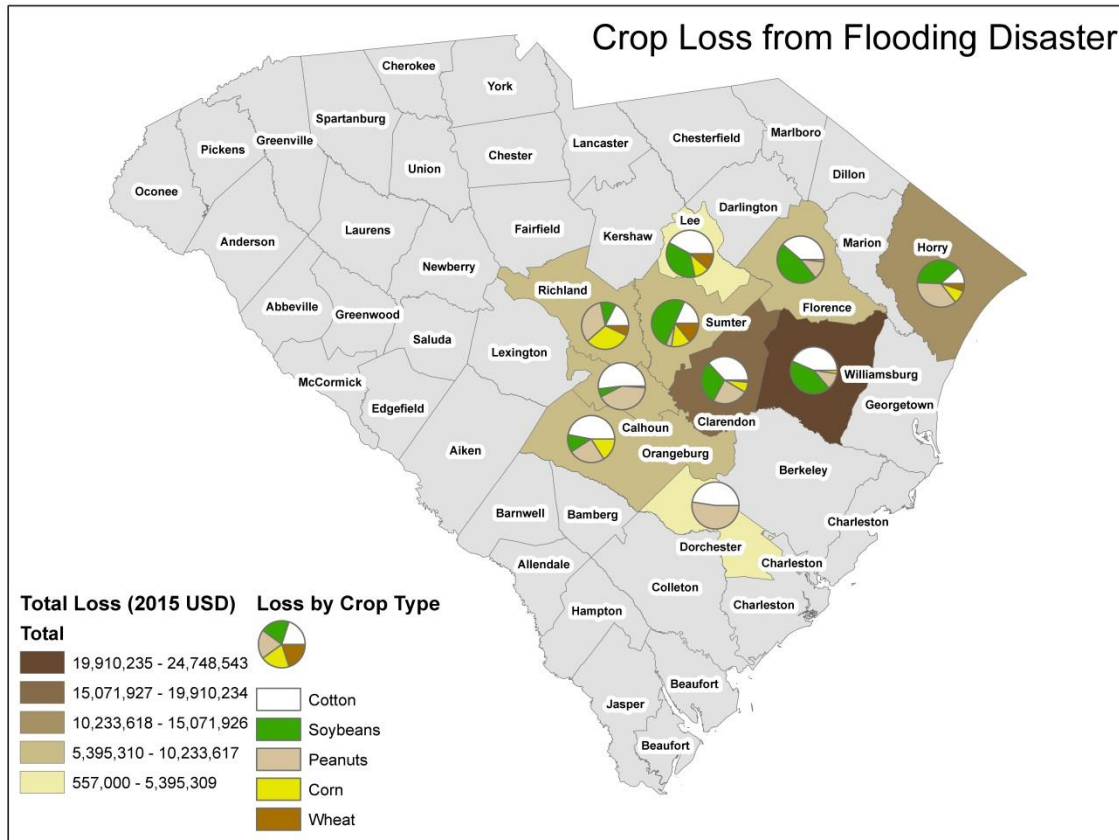 Crop Loss from Flooding Disaster
Cherokee
York
Spartanburg
Greenville
Pickens
Oconee
Union
Chester
Lancaster
Chesterfield
Marlboro
Dillon
Anderson
Laurens
Fairfield
Kershaw
Lee
Darlington
Marion
Horry
Newberry
Abbeville
Greenwood
Richland
Sumter
Florence
Saluda
Lexington
McCormick
Edgefield
Williamsburg
Georgetown
Clarendon
Calhoun
Aiken
Orangeburg
Berkeley
Barnwell
Bamberg
Charleston
Dorchester
Charleston
Allendale
Colleton
Charleston
Hampton
Beaufort
Jasper
Beaufort
Total Loss (2015 USD)
Total
19,910,235 - 24,748,543
15,071,927 - 19,910,234
10,233,618 - 15,071,926
5,395,310 - 10,233,617
557,000 - 5,395,309
Loss by Crop Type
Cotton
Soybeans
Peanuts
Corn
Wheat